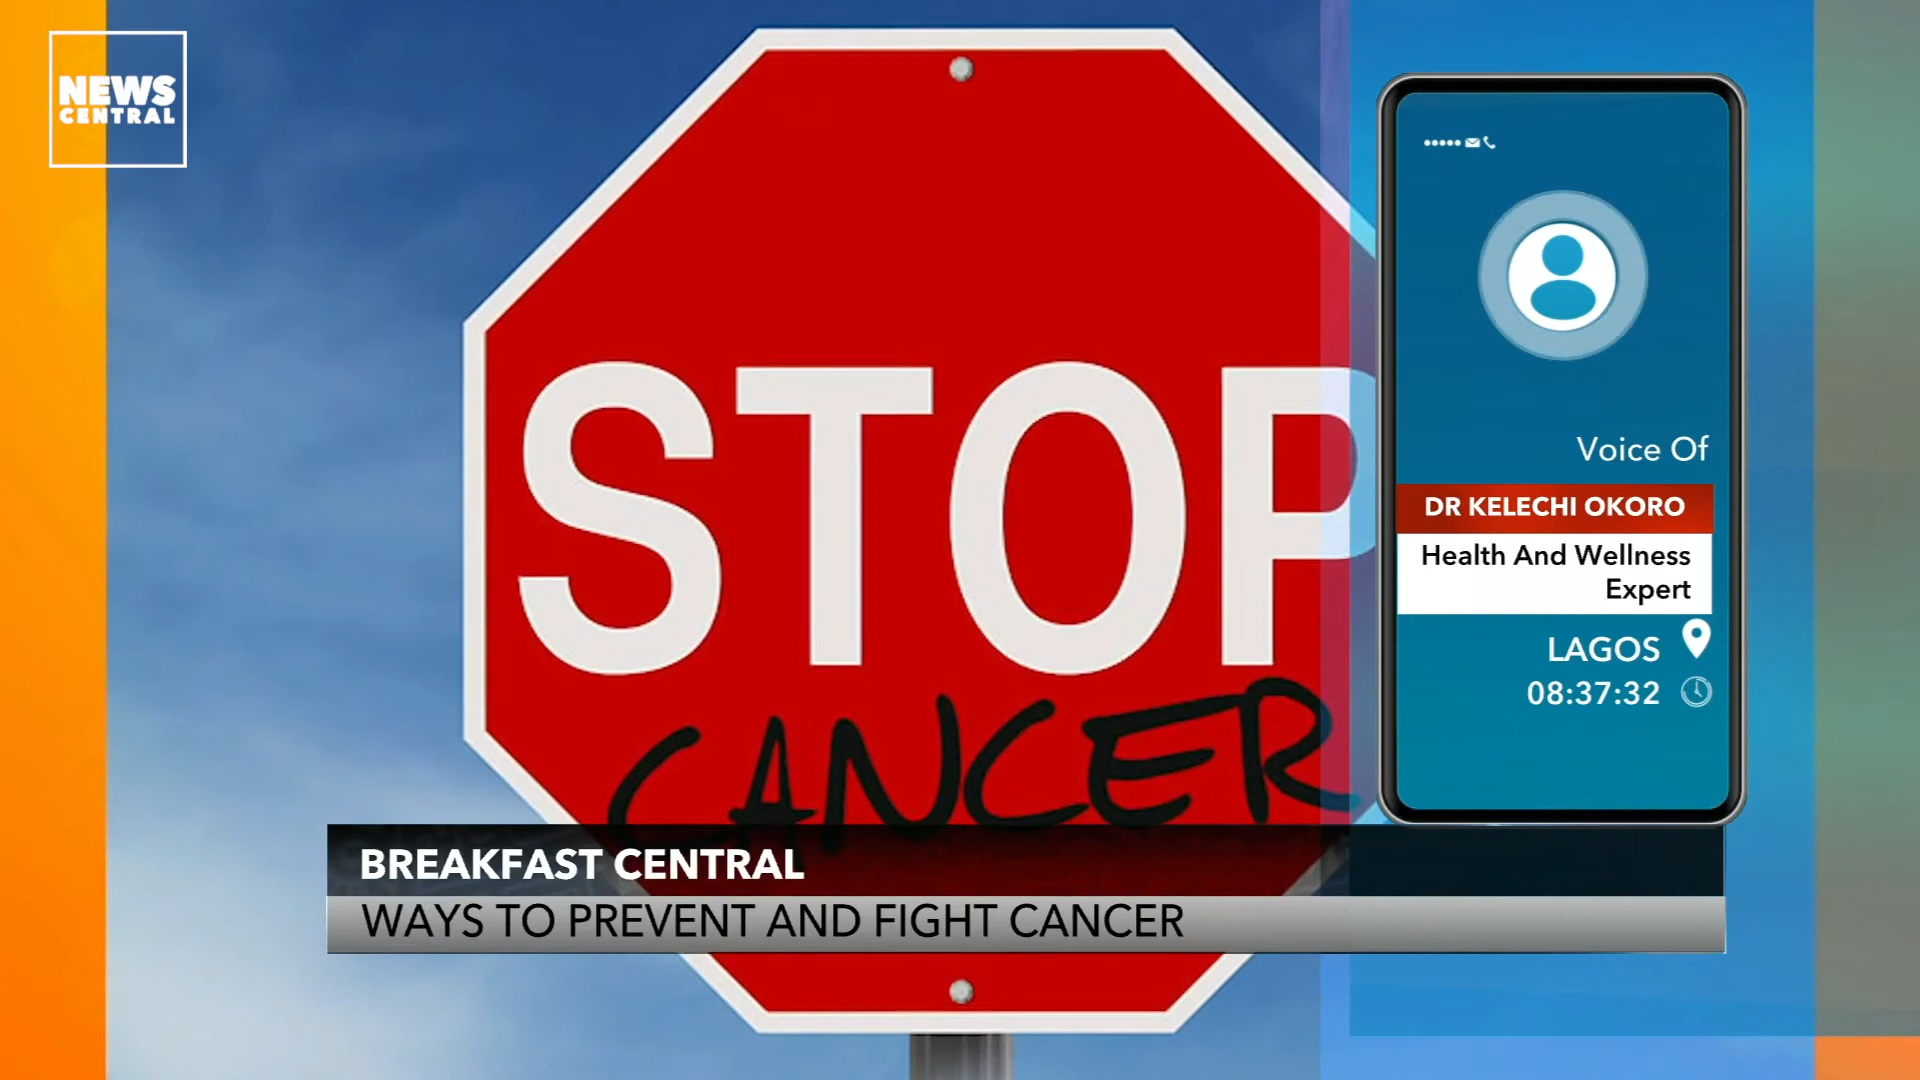 NEWS
CENTRAL
STOP
CANCER
Voice Of
DR KELECHI OKORO
Health And Wellness
Expert
LAGOS
08:37:32
BREAKFAST CENTRAL
WAYS TO PREVENT AND FIGHT CANCER